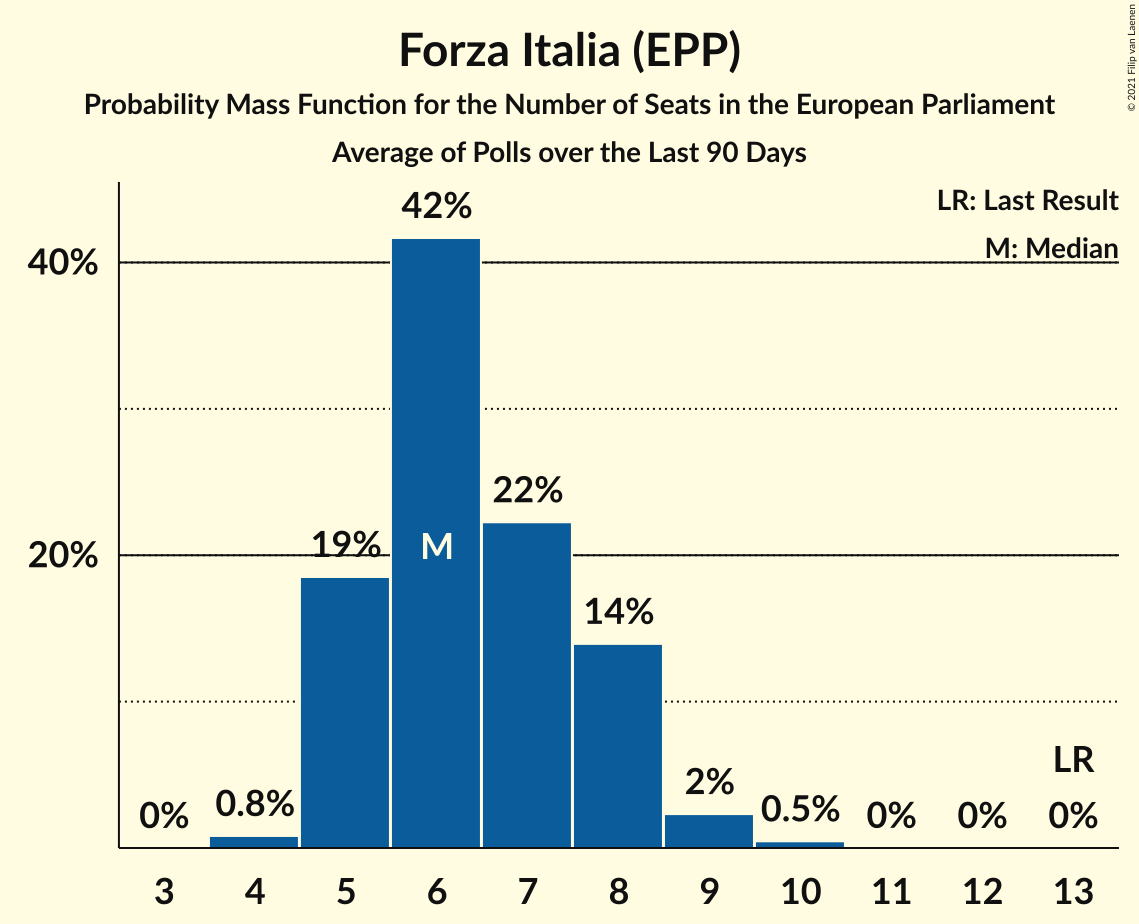 Forza Italia (EPP)
Probability Mass Function for the Number of Seats in the European Parliament
Average of Polls over the Last 90 Days
© 2021 Filip van Laenen
LR: Last Result
M: Median
40%
20%
0%
0.8%
19%
42%
M
22%
14%
2%
0.5%
0%
0%
LR
0%
3 4 5 6 7 8 9 10 11 12 13